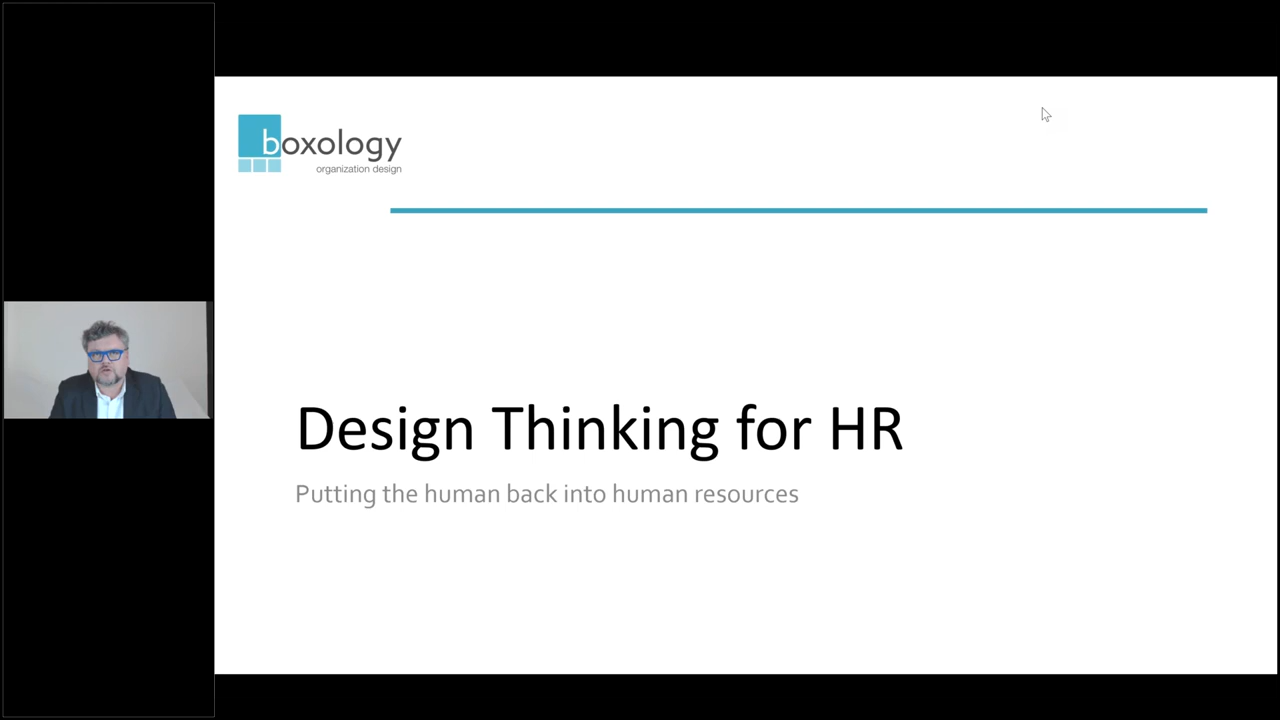 boxology
organization design
Design Thinking for HR
Putting the human back into human resources